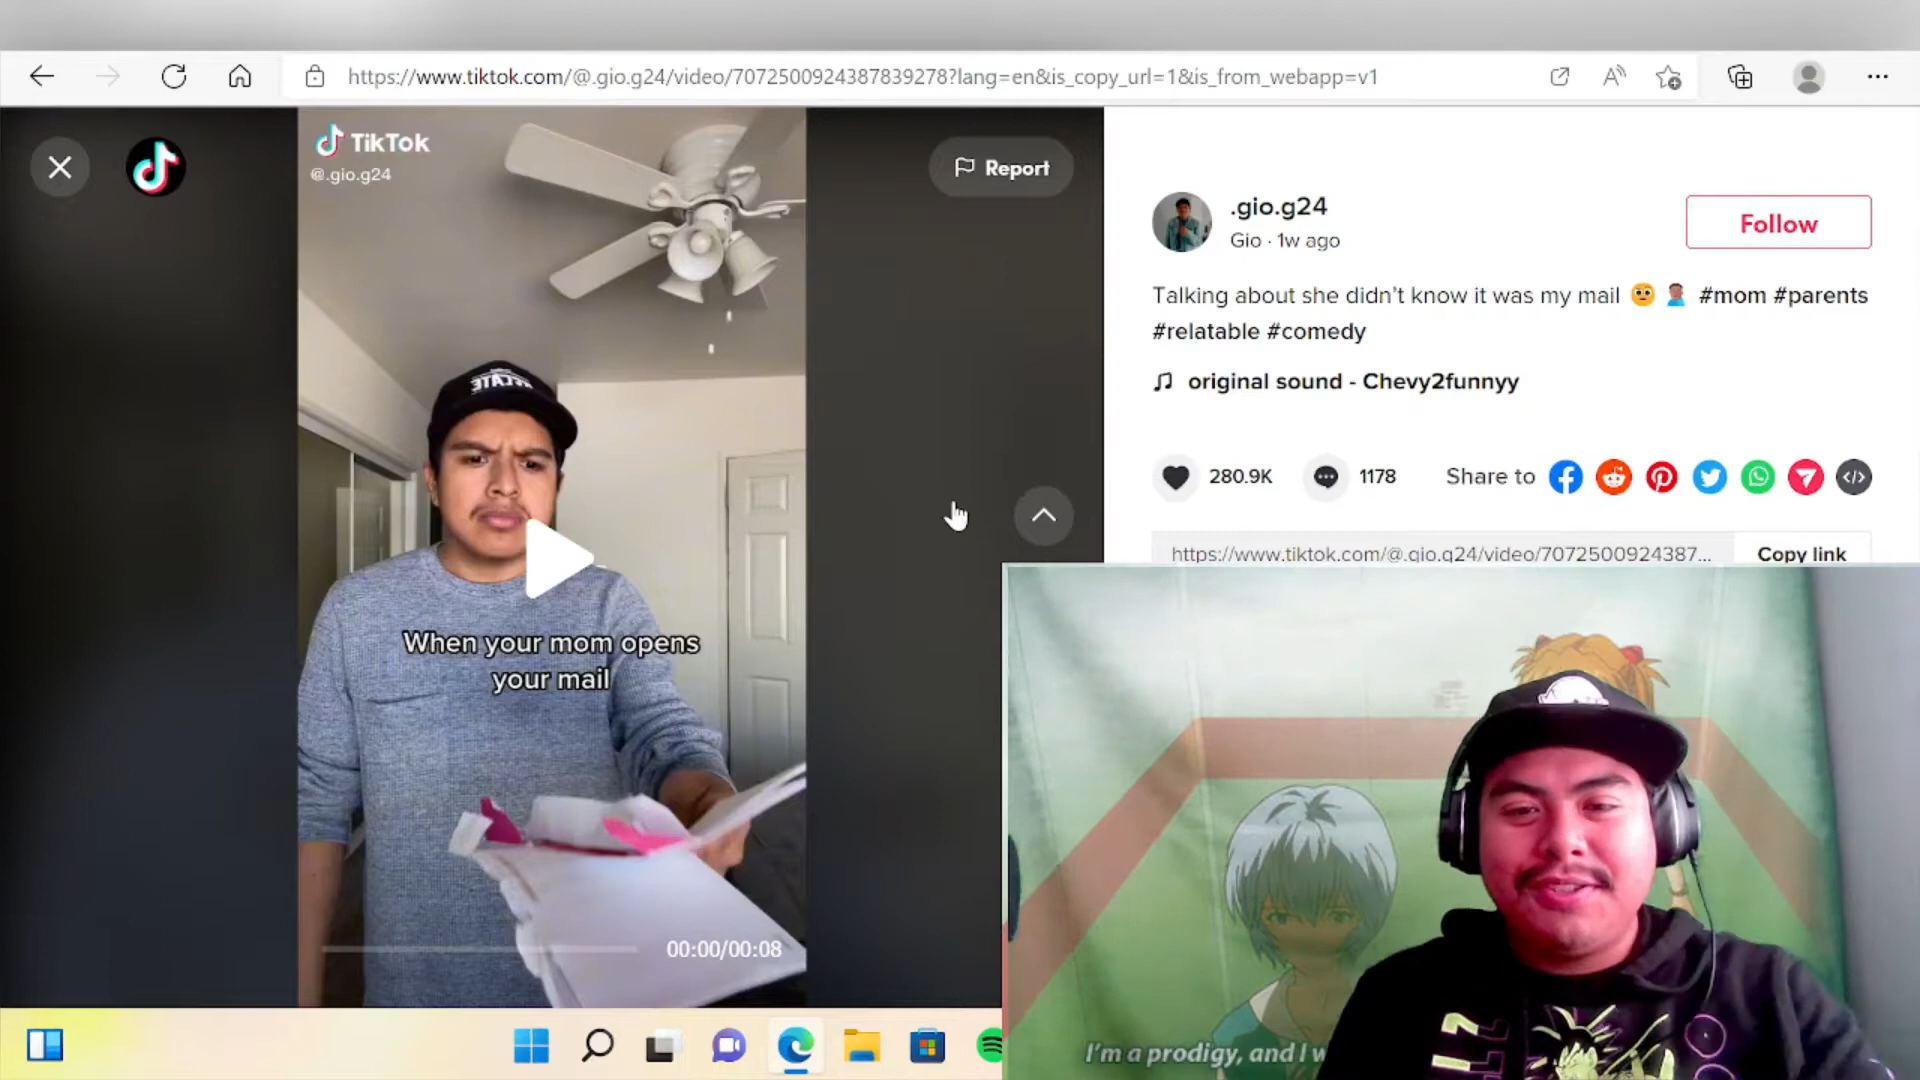 https://www.tiktok.com/@.gio.g24/video/7072500924387839278?lang=en&is_copy_url=1&is_from_webapp=v1
TikTok
@.gio.g24
Report
.gio.g24
Gio · 1w ago
Follow
Talking about she didn’t know it was my mail 🥺 🤦🏽‍♂️ #mom #parents
#relatable #comedy
original sound - Chevy2funnyy
280.9K
1178
Share to
https://www.tiktok.com/@.gio.g24/video/70725009243​87...
Copy link
When your mom opens
your mail
00:00/00:08
I'm a prodigy, and I w